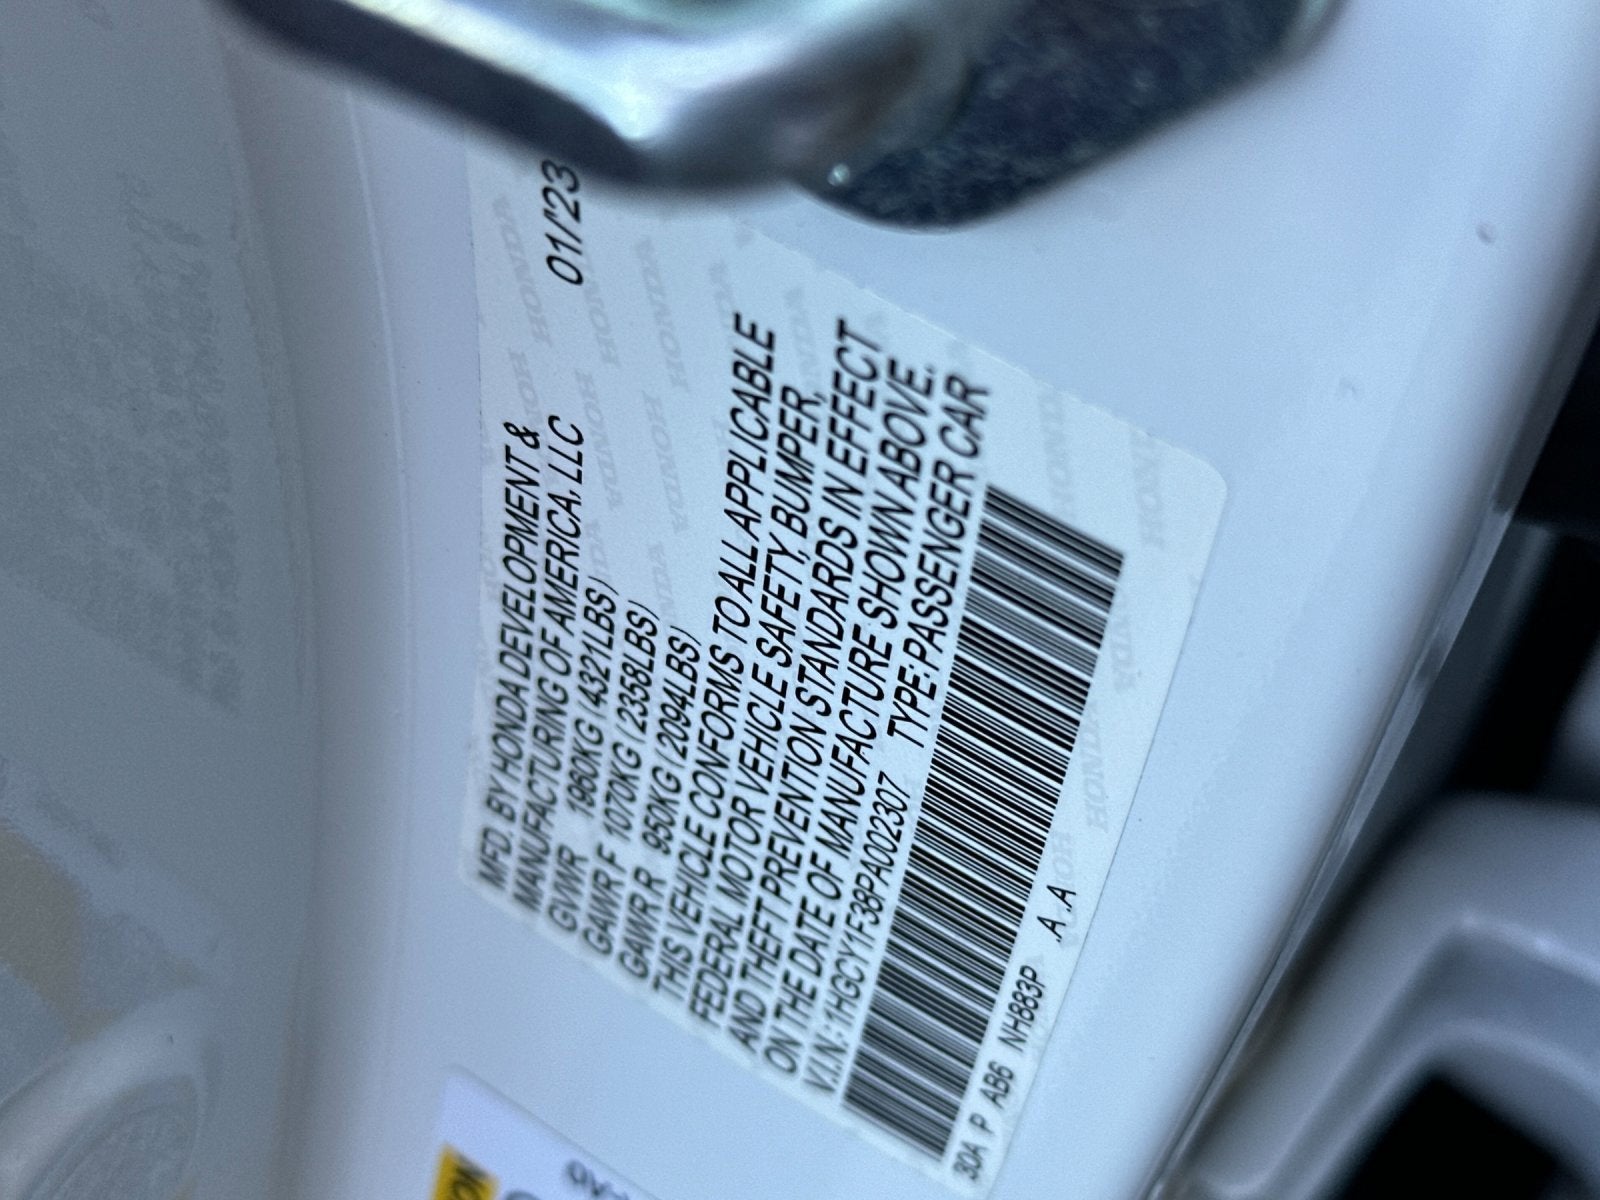 MFD. BY HONDA DEVELOPMENT &
MANUFACTURING OF AMERICA, LLC 01/23
GVWR 1960KG (4321LBS)
GAWR F 1070KG (2358LBS)
GAWR R 950KG (2094LBS)
THIS VEHICLE CONFORMS TO ALL APPLICABLE
FEDERAL MOTOR VEHICLE SAFETY, BUMPER,
AND THEFT PREVENTION STANDARDS IN EFFECT
ON THE DATE OF MANUFACTURE SHOWN ABOVE.
V.I.N.: 1HGCY1F38PA002307 TYPE: PASSENGER CAR
30A P AB6 NH883P .A .A